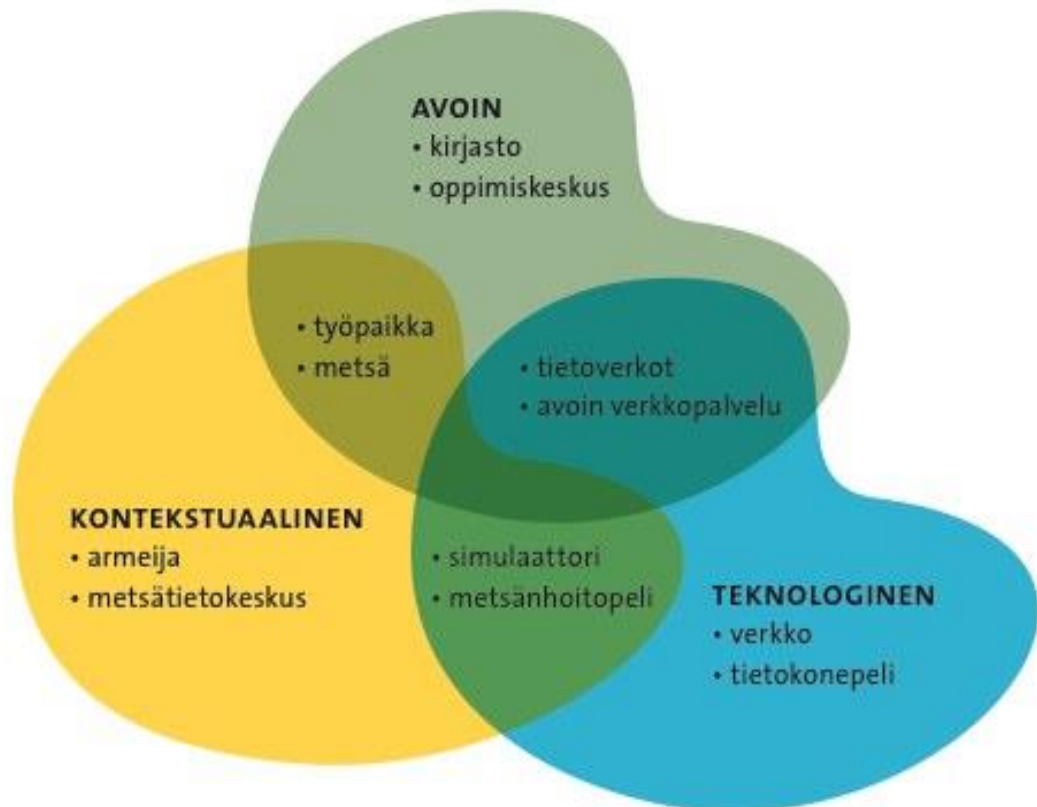 AVOIN
• kirjasto
• oppimiskeskus
• työpaikka
• metsä
• tietoverkot
• avoin verkkopalvelu
KONTEKSTUAALINEN
• armeija
• metsätietokeskus
• simulaattori
• metsänhoitopeli
TEKNOLOGINEN
• verkko
• tietokonepeli